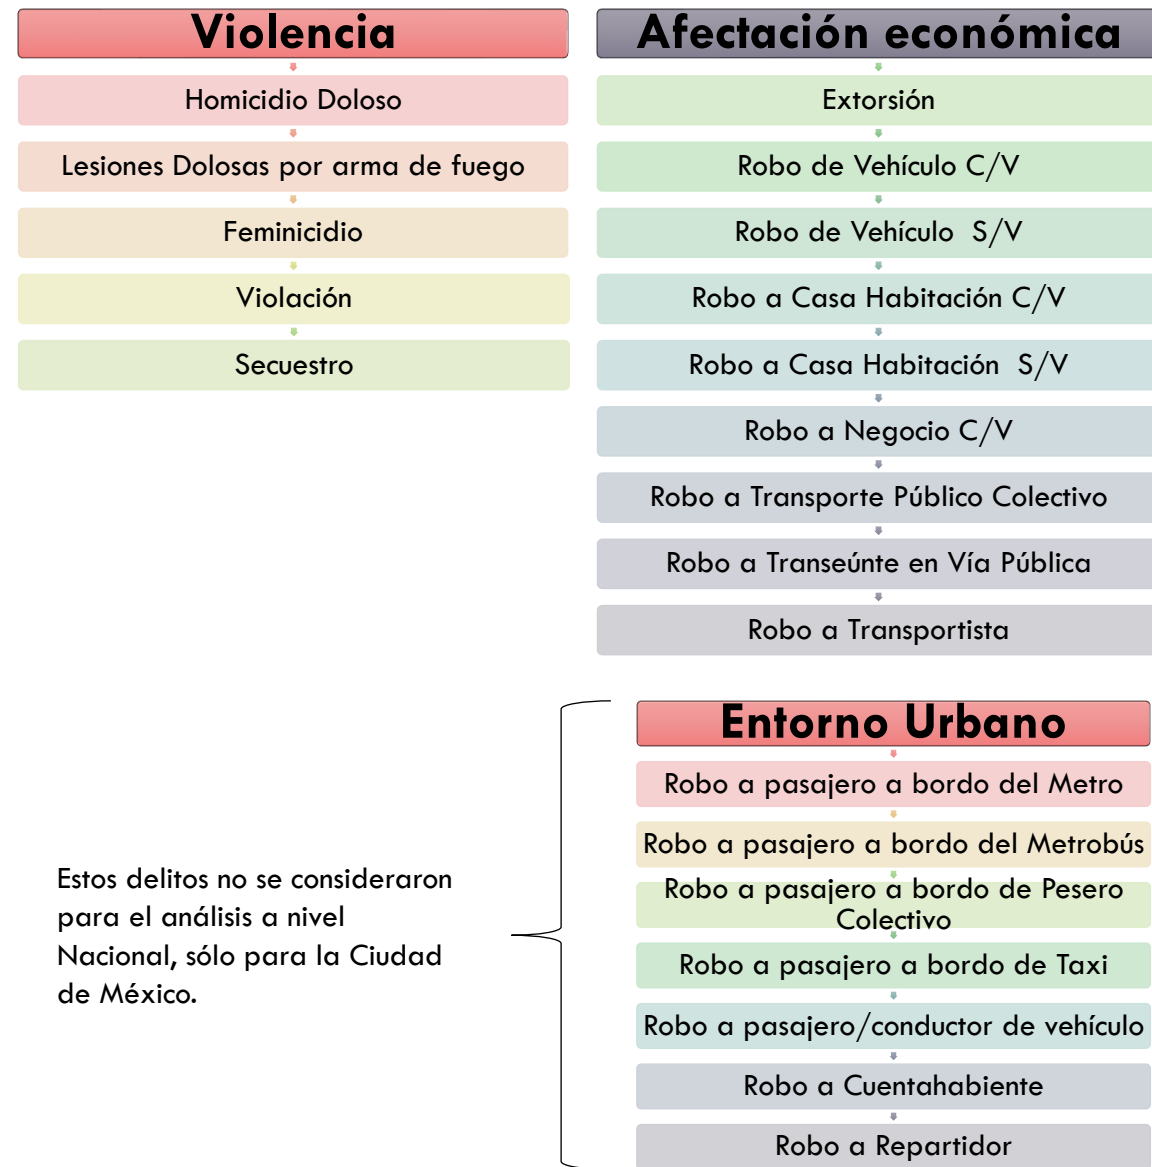 Violencia
Homicidio Doloso
Lesiones Dolosas por arma de fuego
Feminicidio
Violación
Secuestro
Afectación económica
Extorsión
Robo de Vehículo C/V
Robo de Vehículo  S/V
Robo a Casa Habitación C/V
Robo a Casa Habitación  S/V
Robo a Negocio C/V
Robo a Transporte Público Colectivo
Robo a Transeúnte en Vía Pública
Robo a Transportista
Estos delitos no se consideraron
para el análisis a nivel
Nacional, sólo para la Ciudad
de México.
Entorno Urbano
Robo a pasajero a bordo del Metro
Robo a pasajero a bordo del Metrobús
Robo a pasajero a bordo de Pesero
Colectivo
Robo a pasajero a bordo de Taxi
Robo a pasajero/conductor de vehículo
Robo a Cuentahabiente
Robo a Repartidor